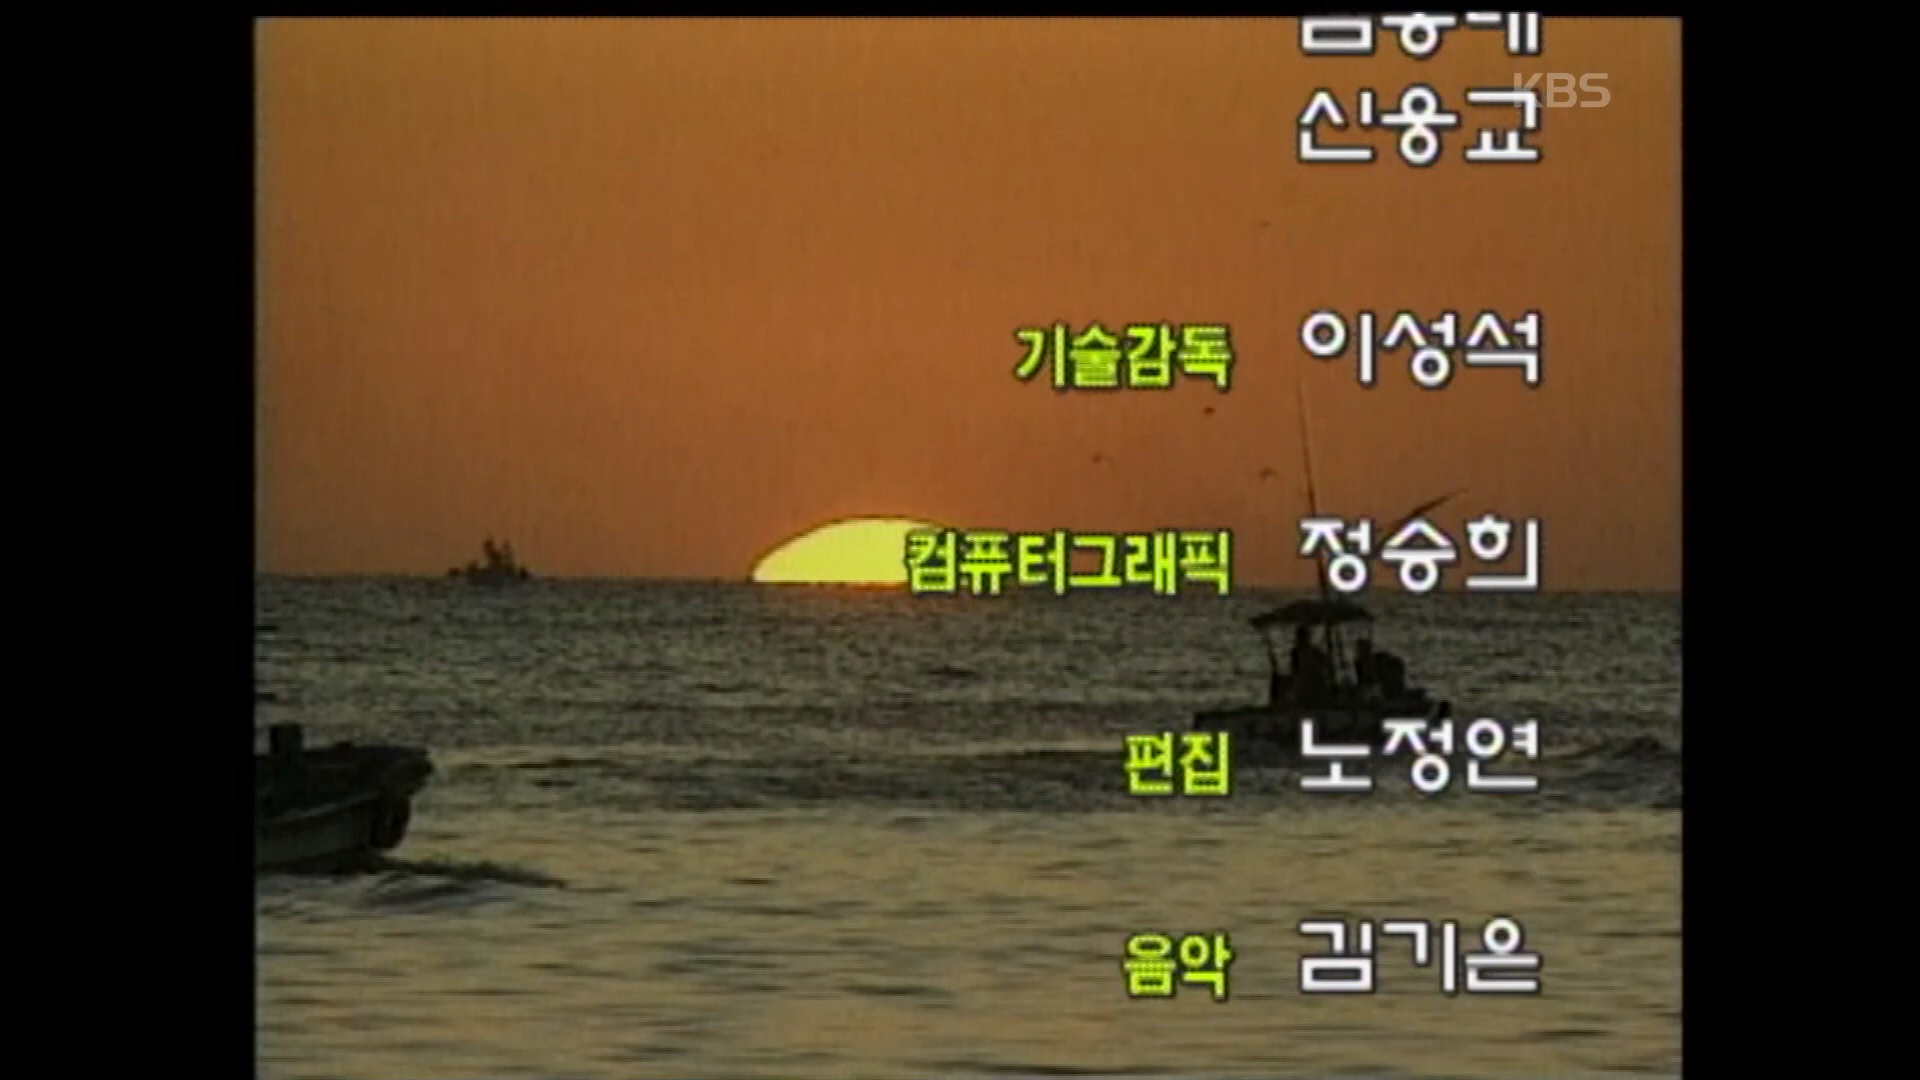 KBS
신용교
기술감독 이성석
컴퓨터그래픽 정승희
편집 노정연
음악 김기은